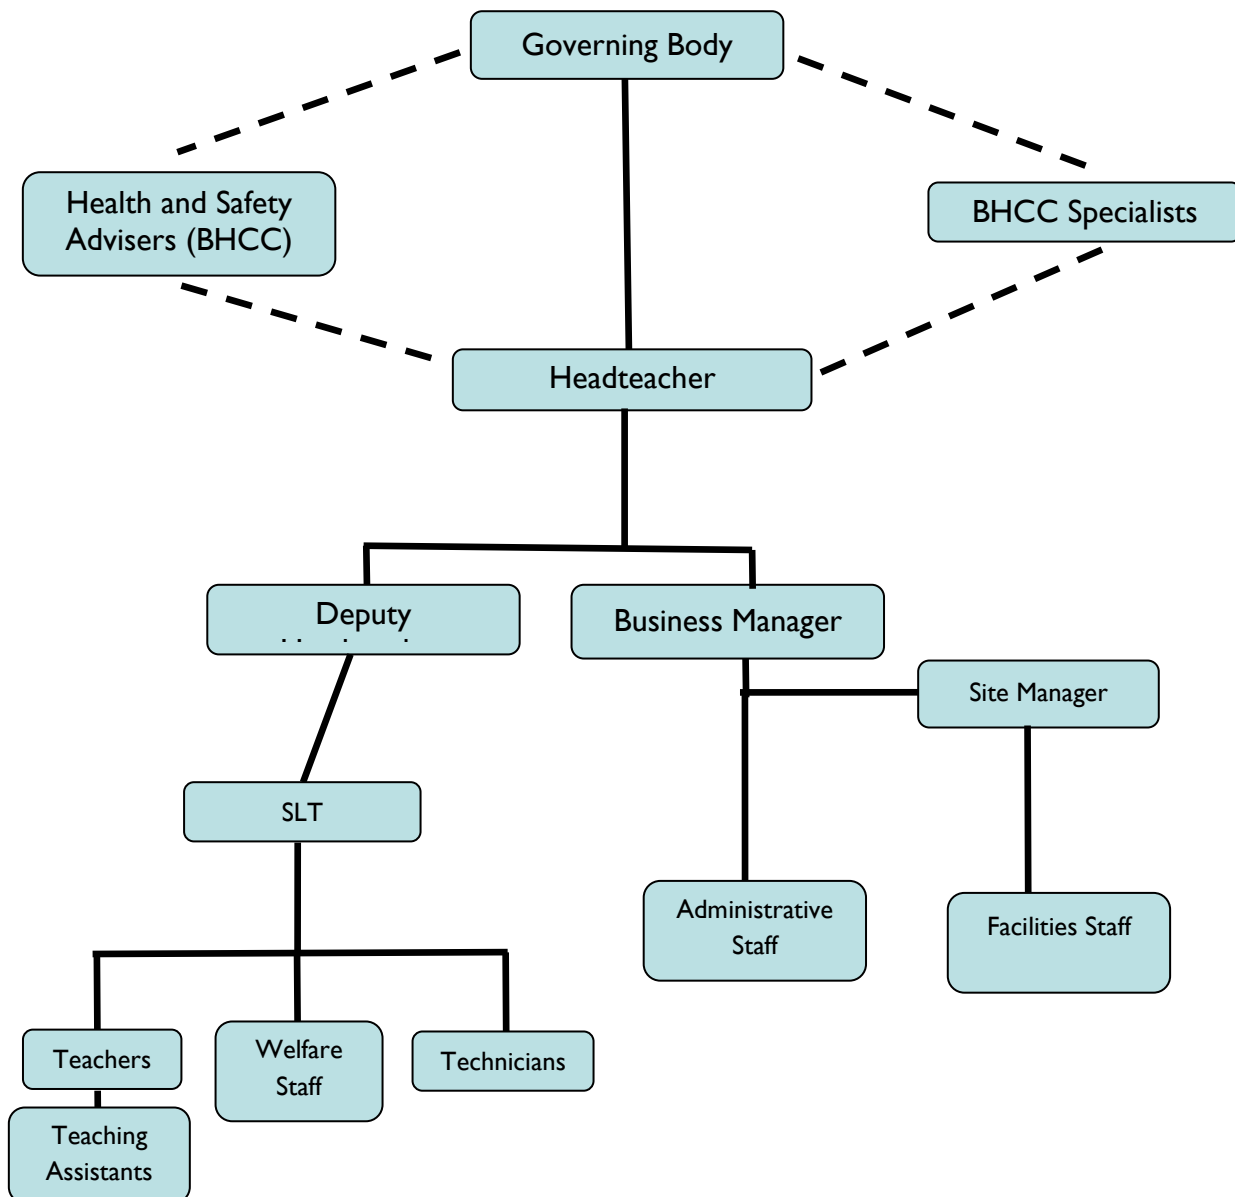 Governing Body
Health and Safety
Advisers (BHCC)
BHCC Specialists
Headteacher
Deputy
Business Manager
Site Manager
SLT
Administrative
Staff
Facilities Staff
Teachers
Welfare
Staff
Technicians
Teaching
Assistants